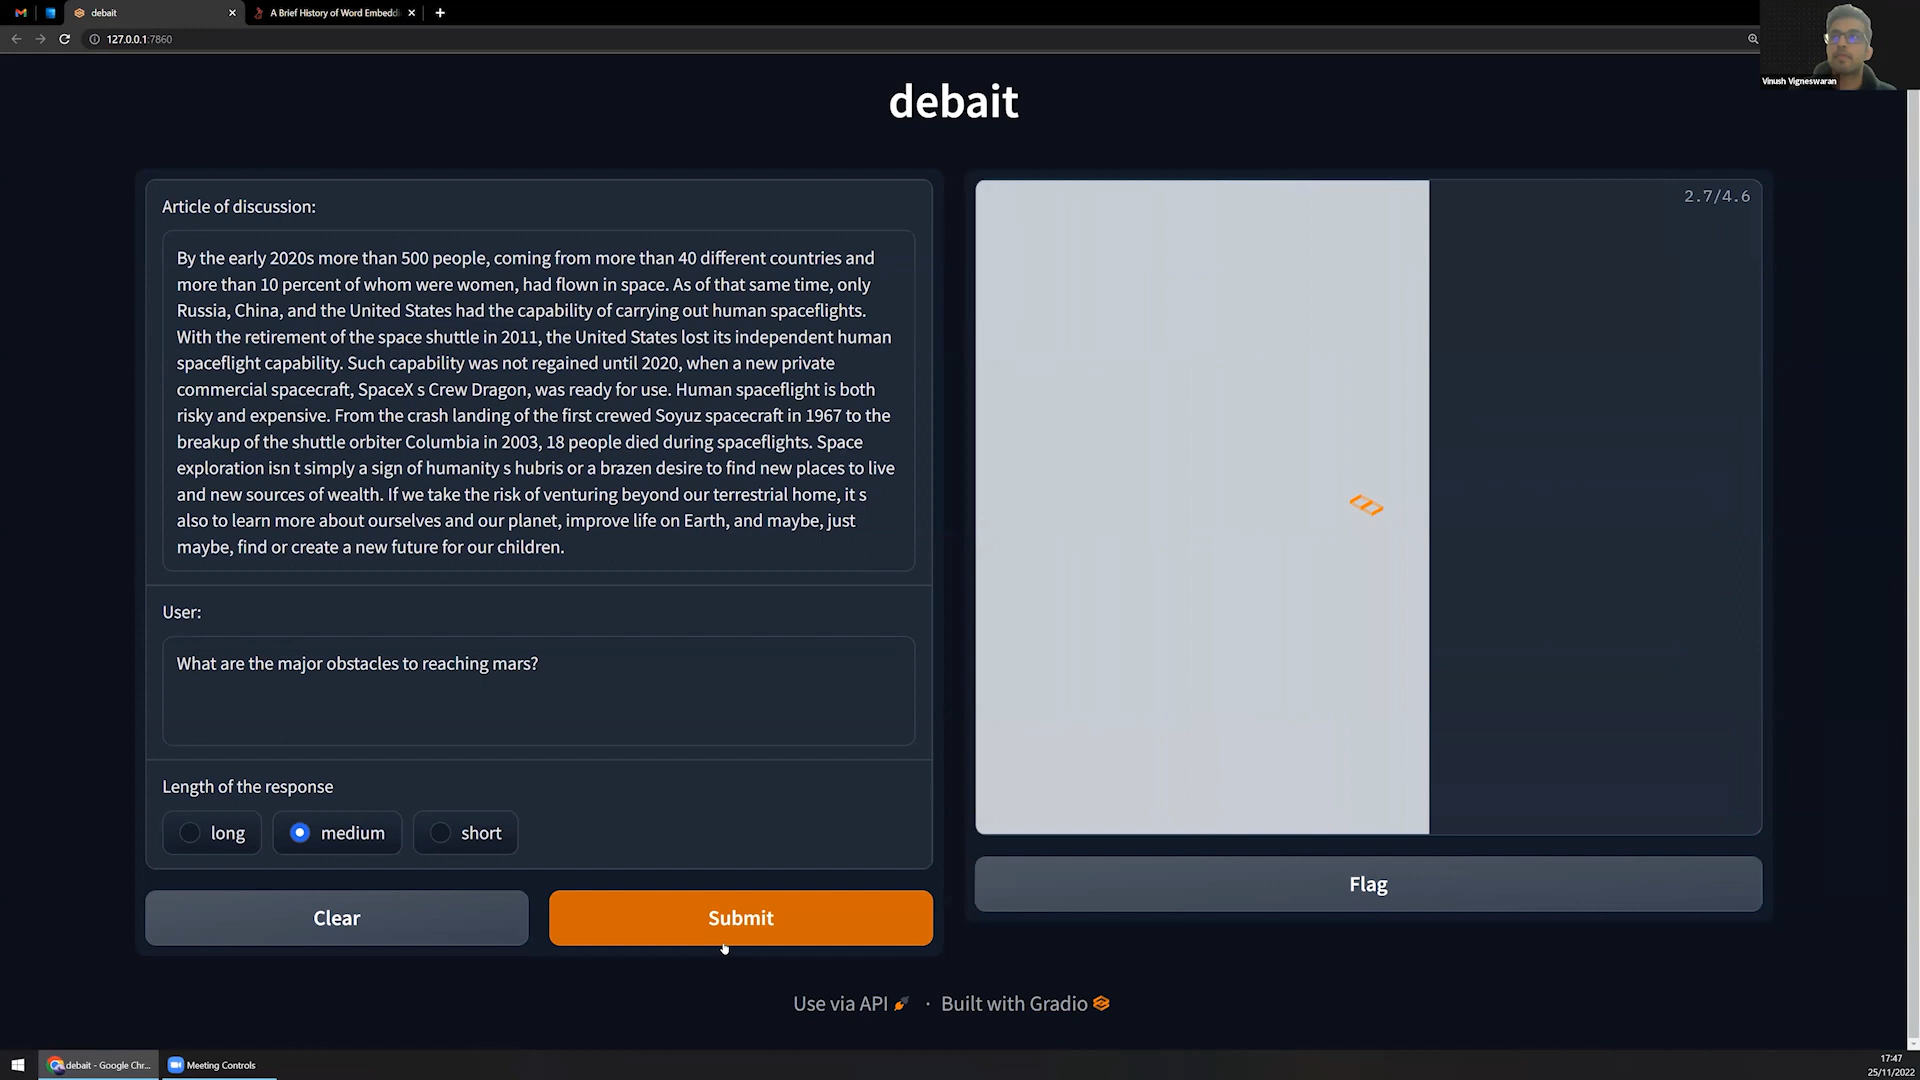 debait
A Brief History of Word Embeddi
127.0.0.1:7860
Vinush Vigneswaran
debait
Article of discussion:
By the early 2020s more than 500 people, coming from more than 40 different countries and
more than 10 percent of whom were women, had flown in space. As of that same time, only
Russia, China, and the United States had the capability of carrying out human spaceflights.
With the retirement of the space shuttle in 2011, the United States lost its independent human
spaceflight capability. Such capability was not regained until 2020, when a new private
commercial spacecraft, SpaceX s Crew Dragon, was ready for use. Human spaceflight is both
risky and expensive. From the crash landing of the first crewed Soyuz spacecraft in 1967 to the
breakup of the shuttle orbiter Columbia in 2003, 18 people died during spaceflights. Space
exploration isn t simply a sign of humanity s hubris or a brazen desire to find new places to live
and new sources of wealth. If we take the risk of venturing beyond our terrestrial home, it s
also to learn more about ourselves and our planet, improve life on Earth, and maybe, just
maybe, find or create a new future for our children.
User:
What are the major obstacles to reaching mars?
Length of the response
long
medium
short
Clear
Submit
2.7/4.6
Flag
Use via API · Built with Gradio
debait - Google Chr...
Meeting Controls
17:47
25/11/2022